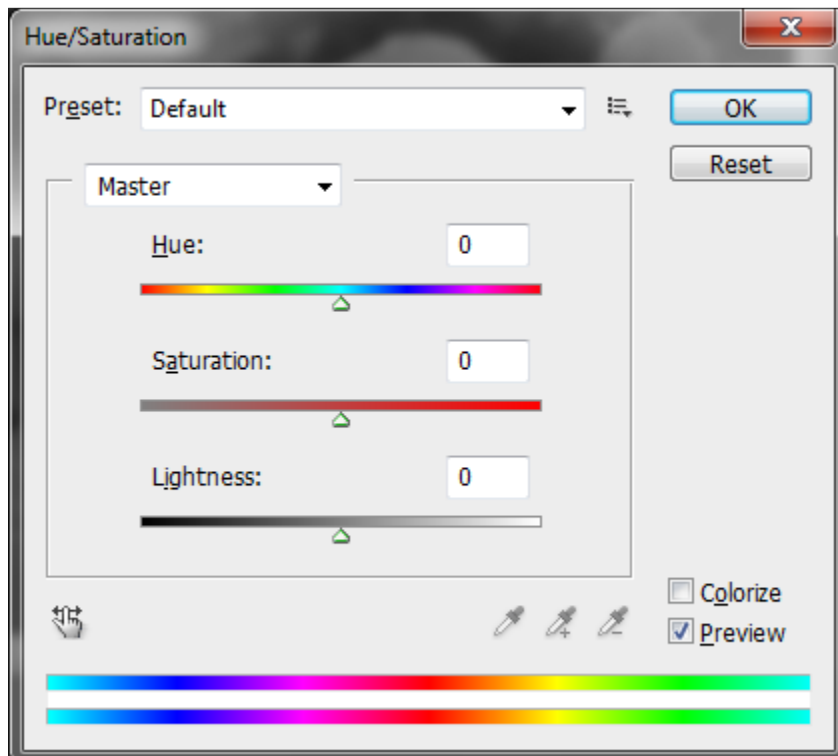 Hue/Saturation
Preset: Default
OK
Reset
Master
Hue: 0
Saturation: 0
Lightness: 0
Colorize
Preview